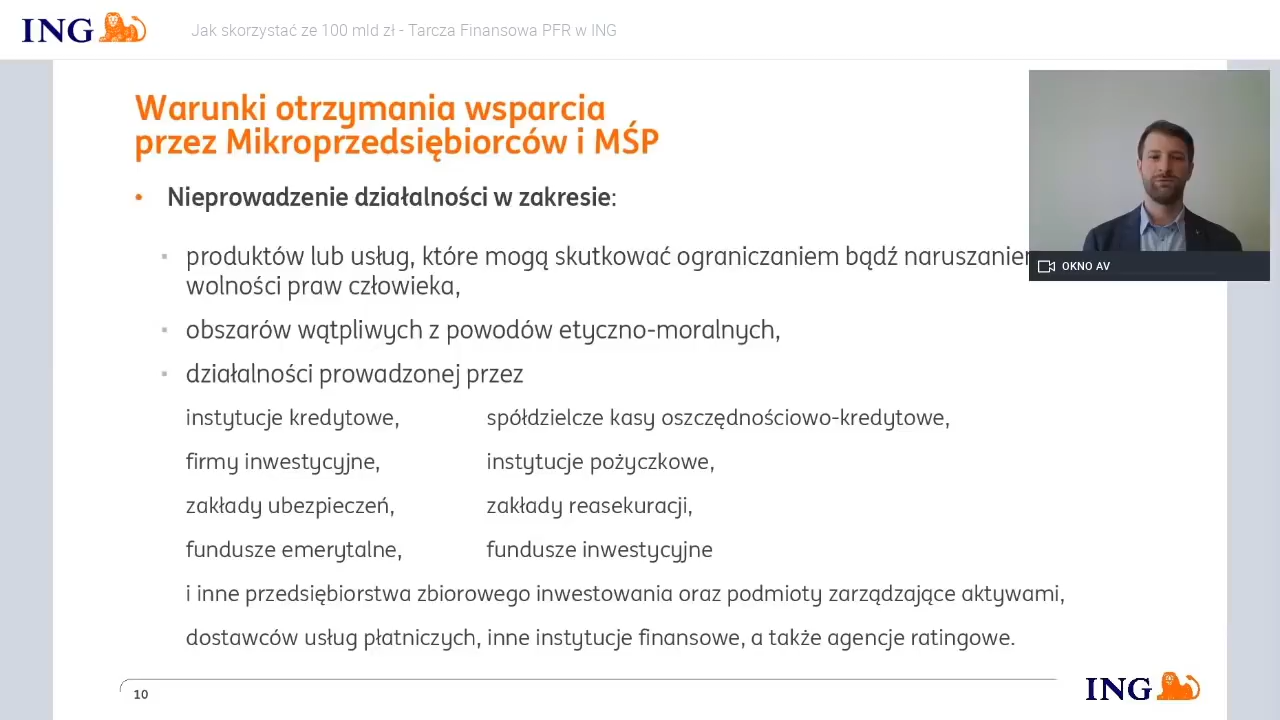 ING
Jak skorzystać ze 100 mld zł - Tarcza Finansowa PFR w ING
Warunki otrzymania wsparcia
przez Mikroprzedsiębiorców i MŚP
• Nieprowadzenie działalności w zakresie:
▪ produktów lub usług, które mogą skutkować ograniczaniem bądź
wolności praw człowieka,
▪ obszarów wątpliwych z powodów etyczno-moralnych,
▪ działalności prowadzonej przez
instytucje kredytowe, spółdzielcze kasy oszczędnościowo-kredytowe,
firmy inwestycyjne, instytucje pożyczkowe,
zakłady ubezpieczeń, zakłady reasekuracji,
fundusze emerytalne, fundusze inwestycyjne
i inne przedsiębiorstwa zbiorowego inwestowania oraz podmioty zarządzające aktywami,
dostawców usług płatniczych, inne instytucje finansowe, a także agencje ratingowe.
OKNO AV
10
ING